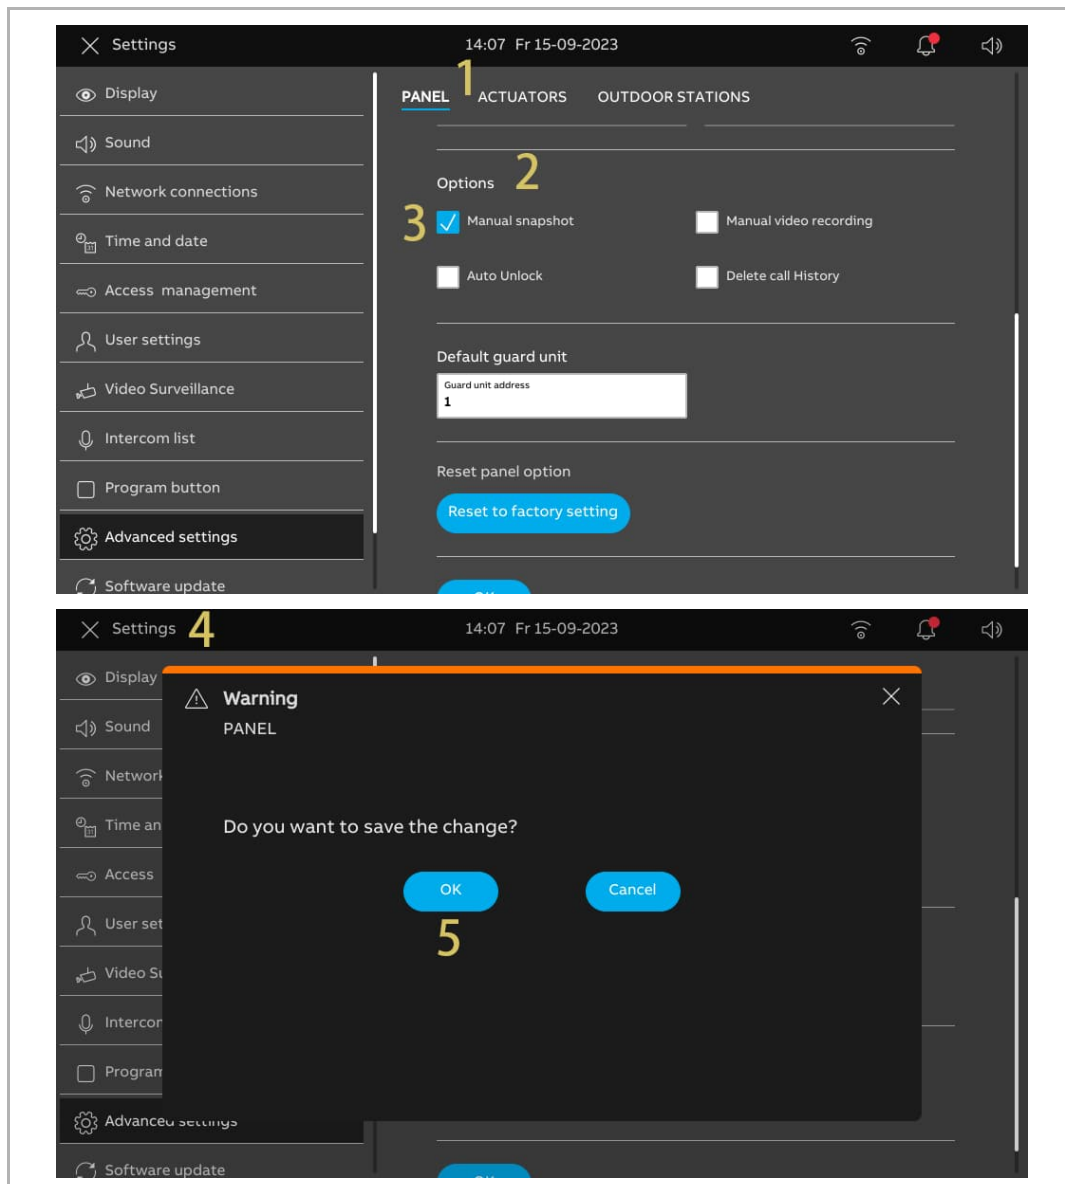 Settings
14:07 Fr 15-09-2023
1
Display
PANEL ACTUATORS OUTDOOR STATIONS
Sound
Options 2
Network connections
3 Manual snapshot Manual video recording
Time and date
Auto Unlock Delete call History
Access management
User settings
Default guard unit
Video Surveillance
Guard unit address
1
Intercom list
Reset panel option
Program button
Reset to factory setting
Advanced settings
Software update
Settings 4
14:07 Fr 15-09-2023
Display
Warning
PANEL
Sound
Network
Time an
Do you want to save the change?
Access
OK Cancel
5
User set
Video Su
Intercom
Program
Advanced settings
Software update